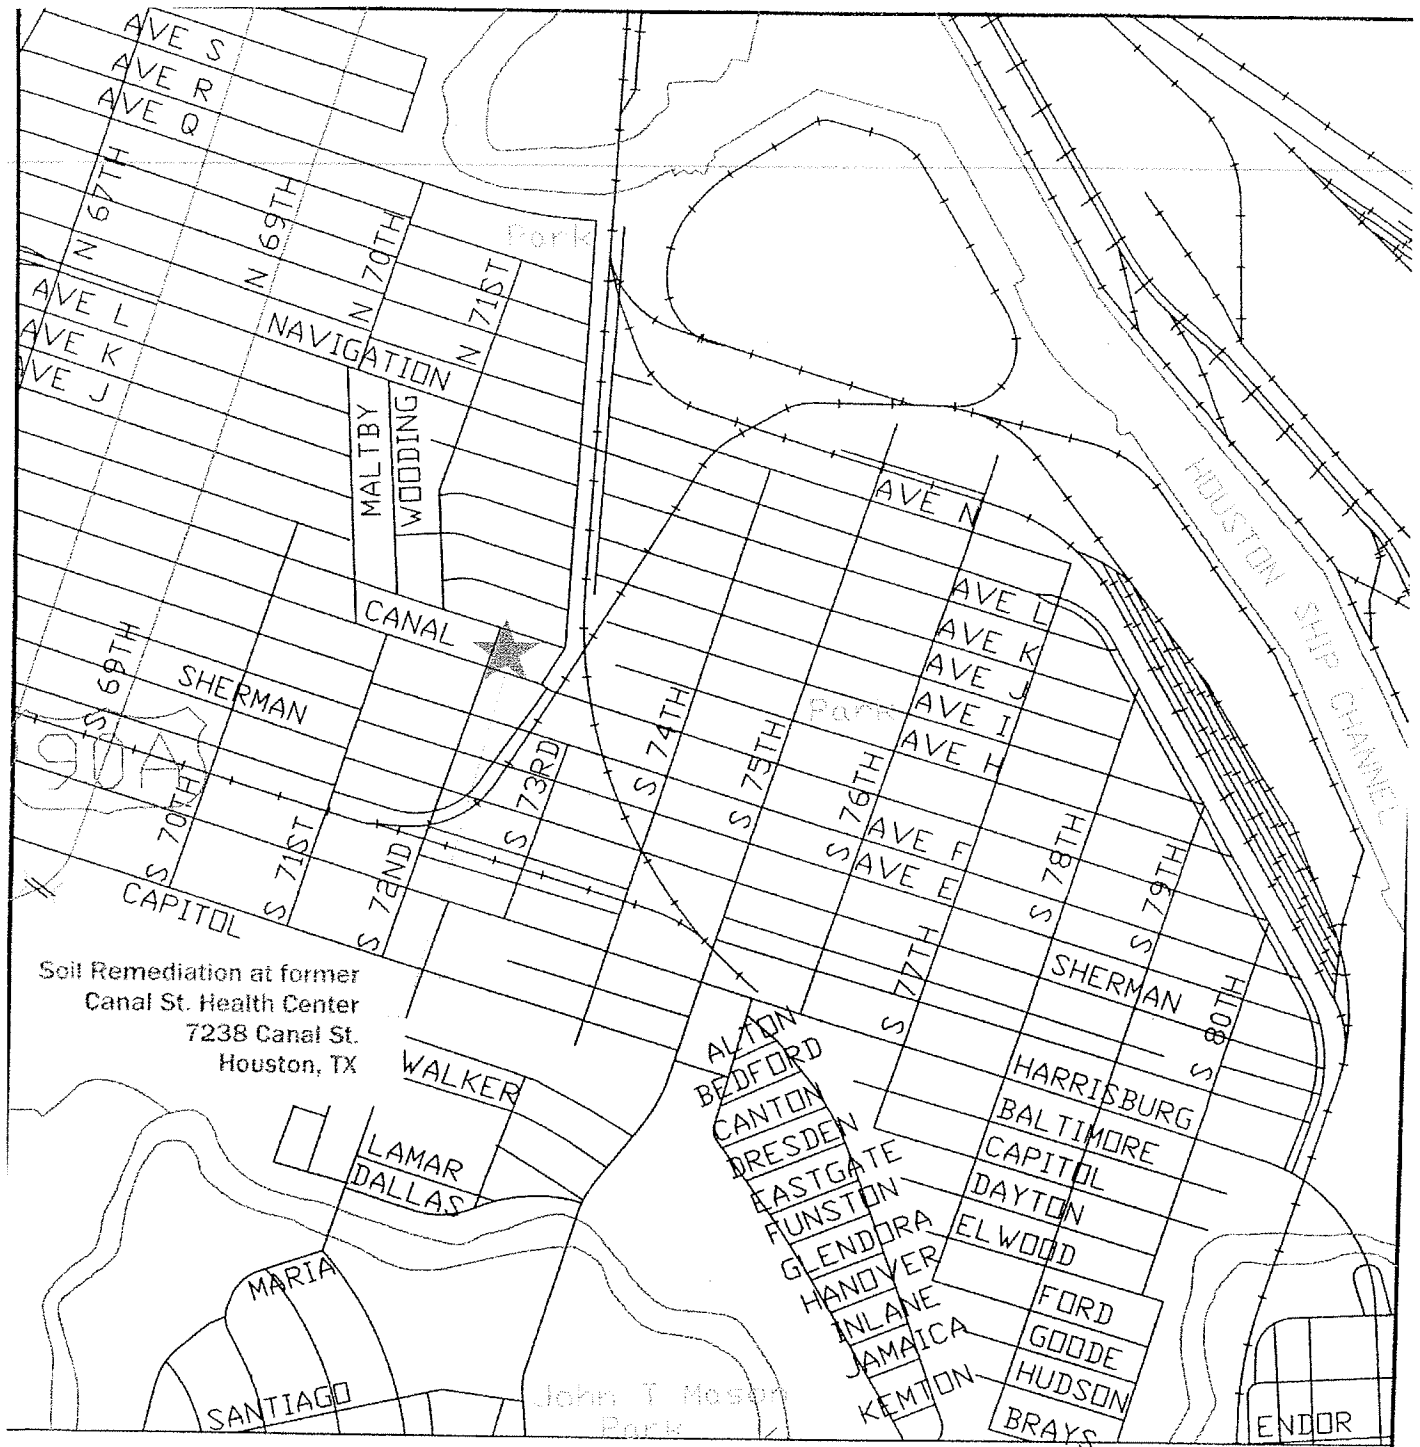 AVE S
AVE R
AVE Q
N 67TH
N 69TH
N 70TH
Park
N 71ST
AVE L
AVE K
AVE J
NAVIGATION
MALTBY
WOODING
AVE N
HOUSTON SHIP CHANNEL
CANAL
AVE L
AVE K
AVE J
AVE I
AVE H
Park
S 69TH
SHERMAN
90A
S 70TH
S 71ST
S 72ND
S 73RD
S 74TH
S 75TH
S 76TH
AVE F
AVE E
S 77TH
S 78TH
S 79TH
S 80TH
CAPITOL
SHERMAN
Soil Remediation at former
Canal St. Health Center
7238 Canal St.
Houston, TX
WALKER
LAMAR
DALLAS
ALTON
BEDFORD
CANTON
DRESDEN
EASTGATE
FUNSTON
GLENDORA
HANOVER
INLANE
JAMAICA
KEMTON
HARRISBURG
BALTIMORE
CAPITOL
DAYTON
ELWOOD
FORD
GOODE
HUDSON
BRAYS
MARIA
SANTIAGO
John T Mason
Park
ENDOR